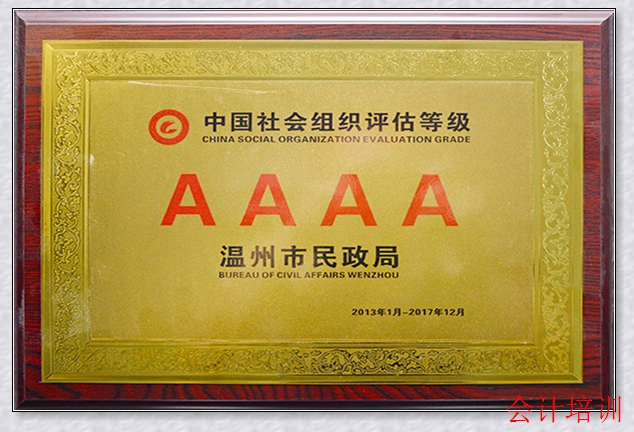 中国社会组织评估等级
CHINA SOCIAL ORGANIZATION EVALUATION GRADE
AAAA
温州市民政局
BUREAU OF CIVIL AFFAIRS WENZHOU
2013年1月-2017年12月
会计培训